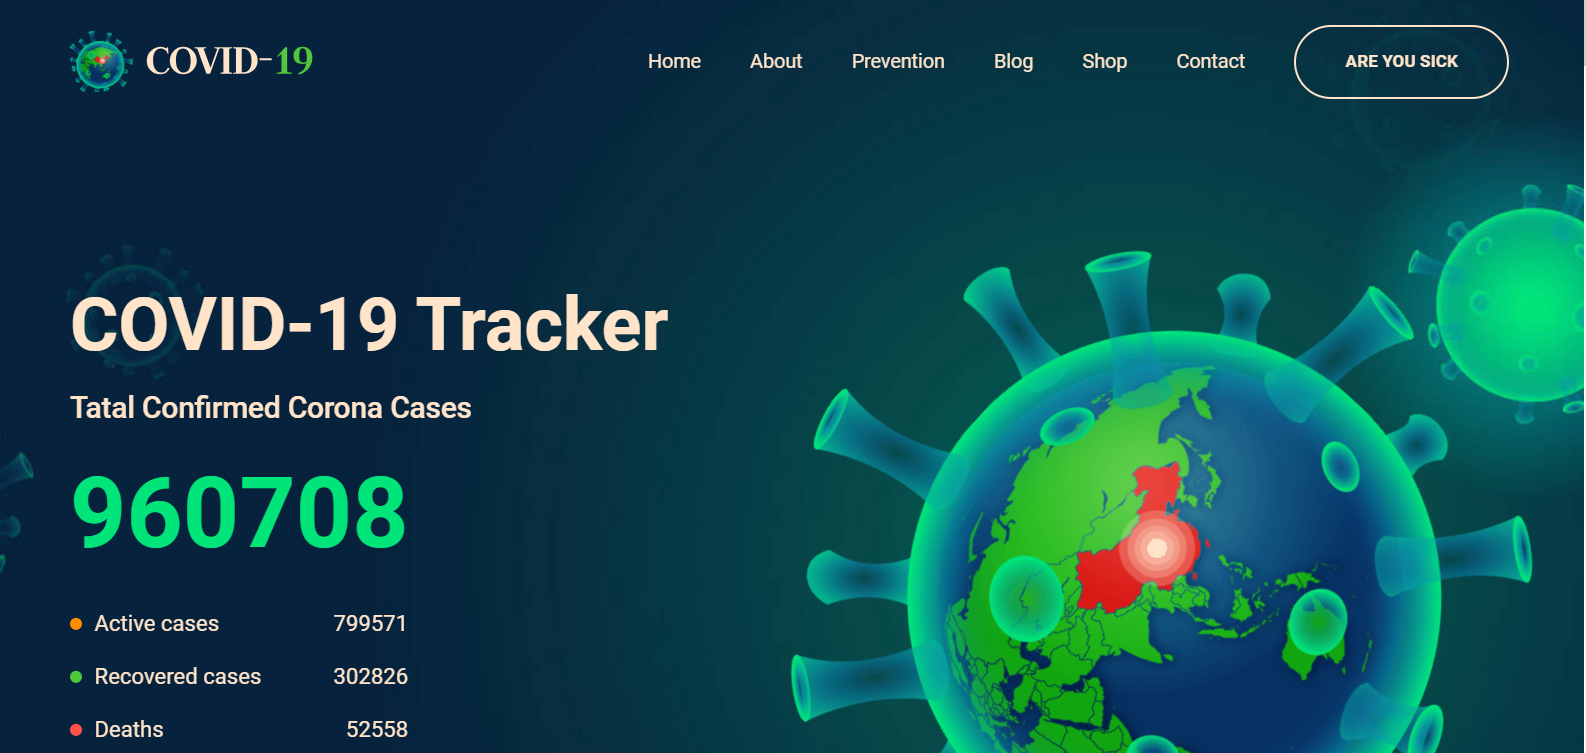 COVID-19
Home About Prevention Blog Shop Contact ARE YOU SICK
COVID-19 Tracker
Tatal Confirmed Corona Cases
960708
Active cases 799571
Recovered cases 302826
Deaths 52558